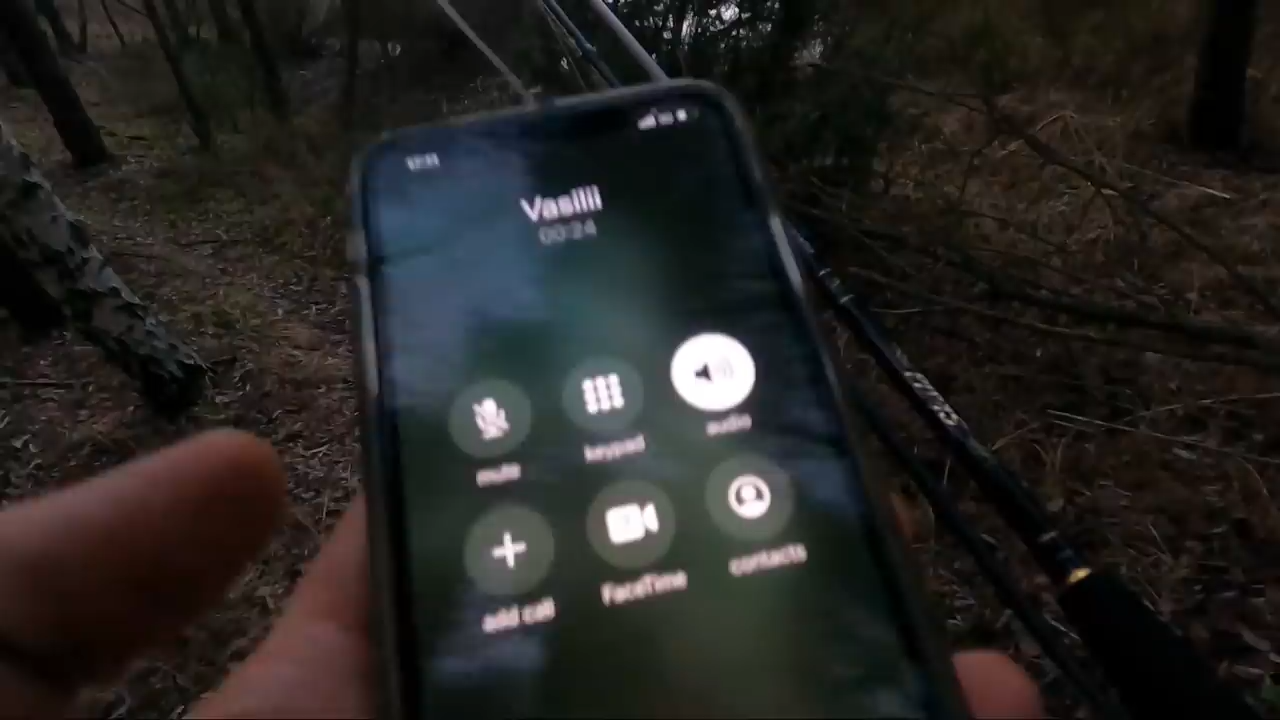 Vasilii
00:24
mute
keypad
audio
add call
FaceTime
contacts